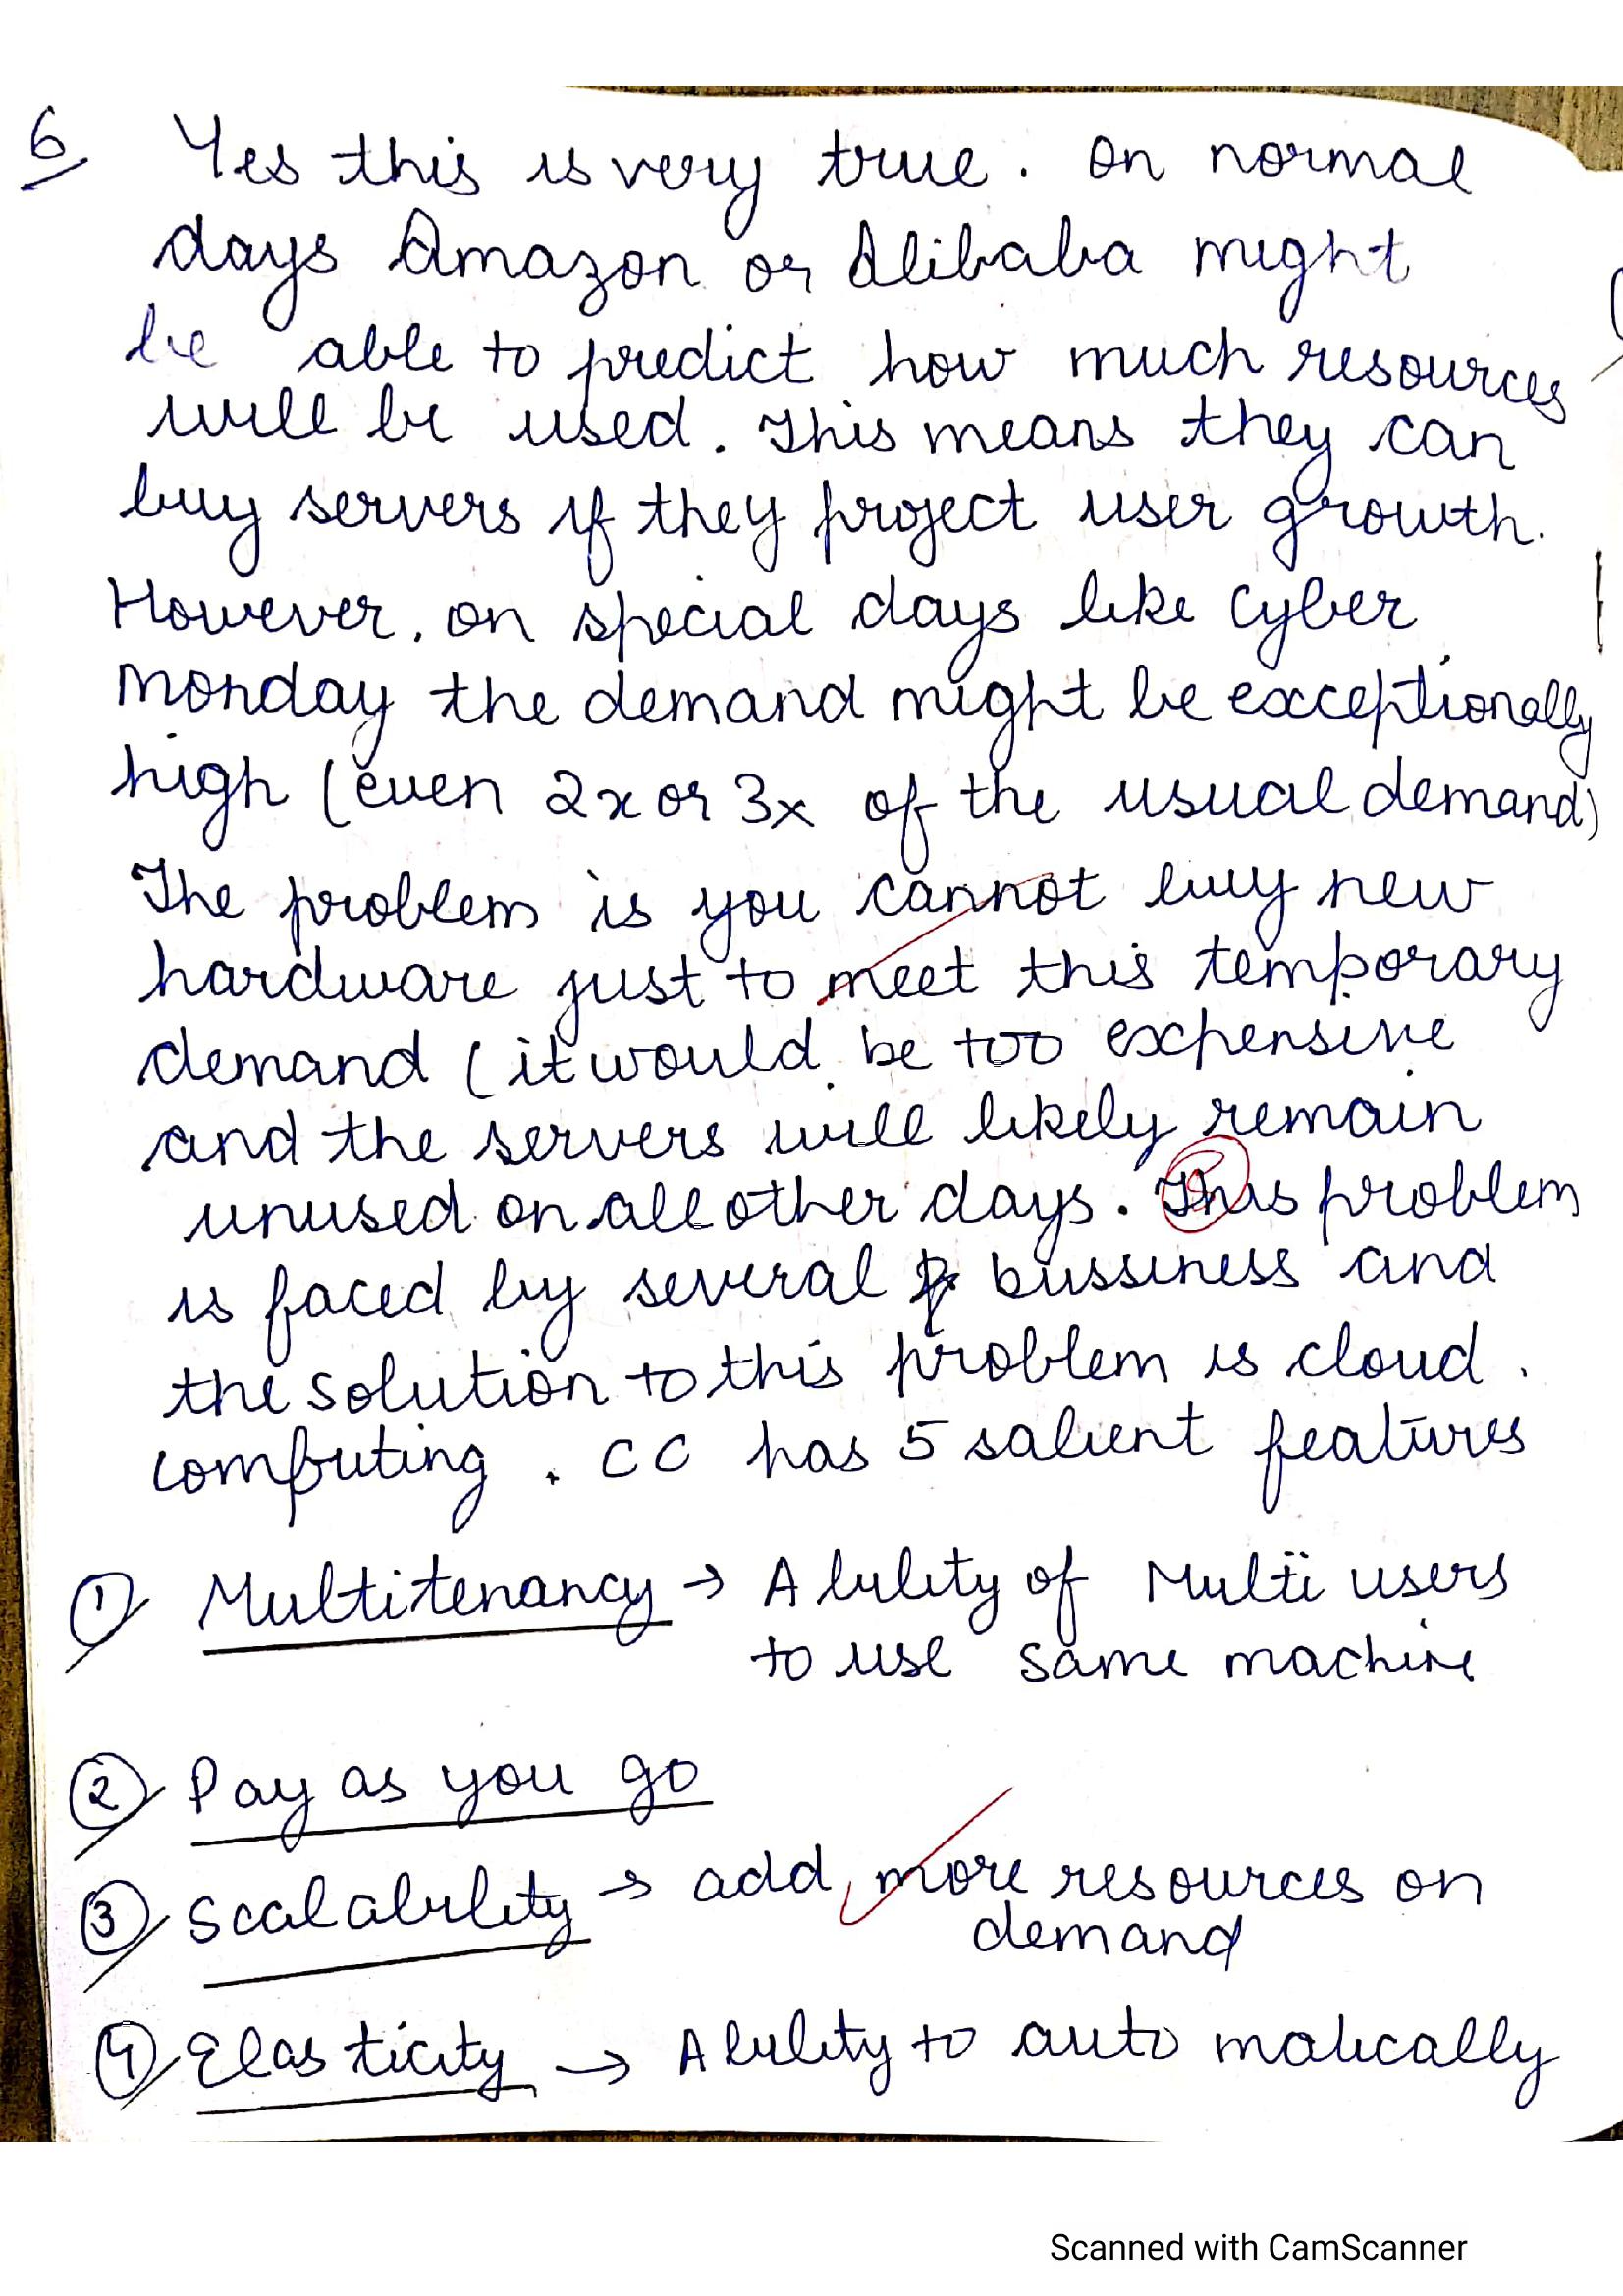 6 Yes this is very true. On normal
days Amazon or Alibaba might
be able to predict how much resources
will be used. This means they can
buy servers if they project user growth.
However, on special days like cyber
monday the demand might be exceptionally
high (even 2x or 3x of the usual demand)
The problem is you cannot buy new
hardware just to meet this temporary
demand (it would be too expensive
and the servers will likely remain
unused on all other days. This problem
is faced by several bussiness and
the solution to this problem is cloud.
computing. CC has 5 salient features
① Multitenancy → Ability of Multi users
to use same machine
② Pay as you go
③ Scalability → add, more resources on
demand
④ Elasticity → Ability to auto matically
Scanned with CamScanner